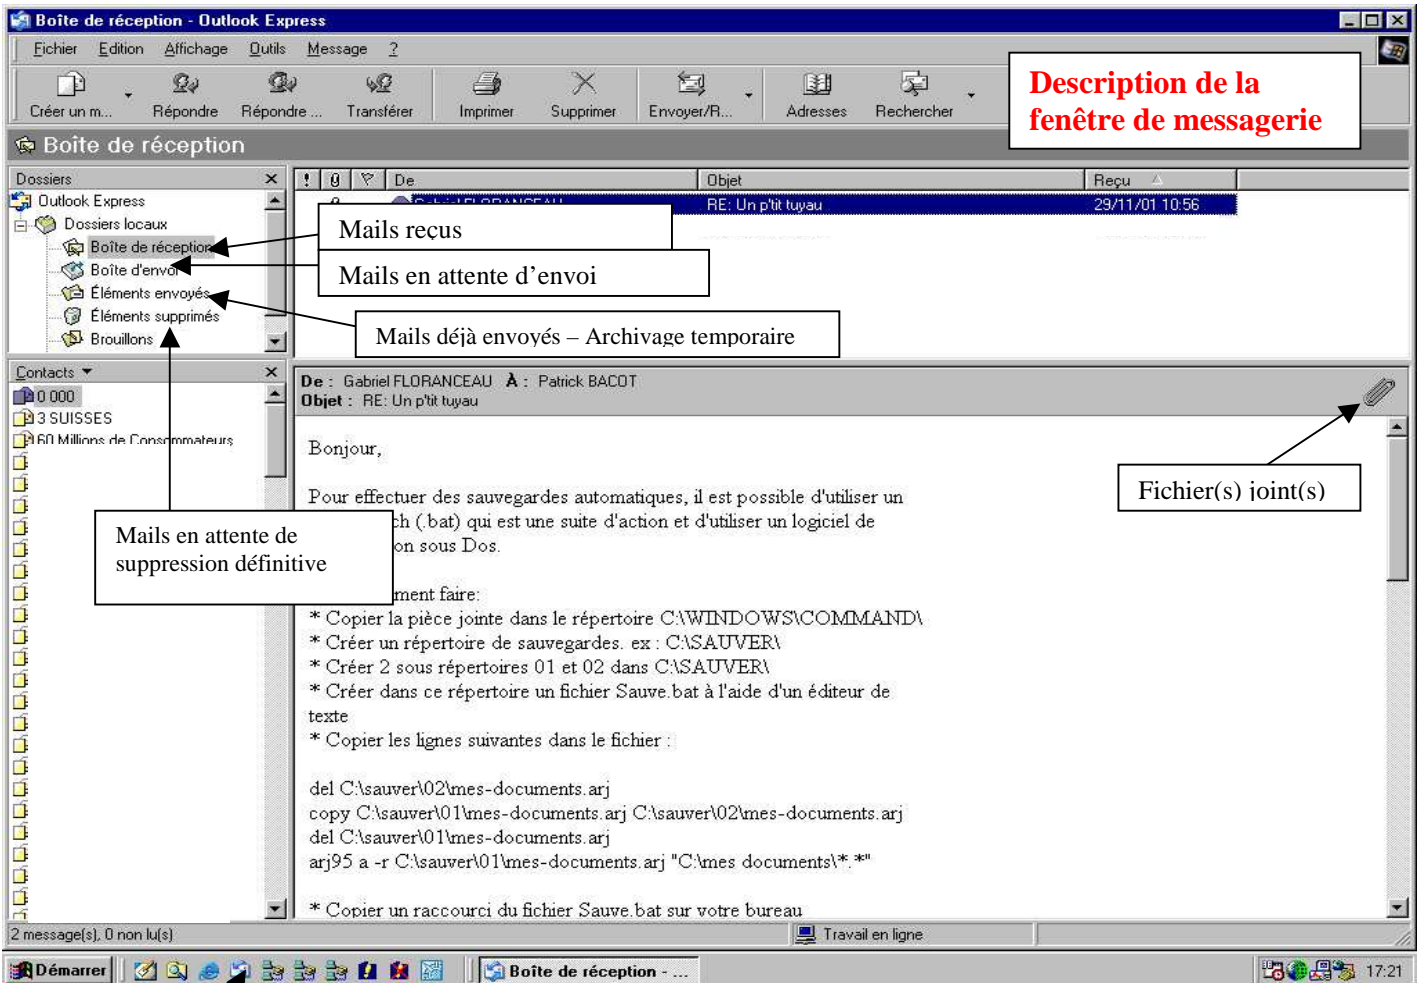 Boîte de réception - Outlook Express
Fichier Edition Affichage Outils Message ?
Créer un m... Répondre Répondre ... Transférer Imprimer Supprimer Envoyer/R... Adresses Rechercher
Description de la
fenêtre de messagerie
Boîte de réception
Dossiers
! De Objet Reçu
Outlook Express
Gabriel FLORANCEAU RE: Un p'tit tuyau 29/11/01 10:56
Dossiers locaux
Mails reçus
Boîte de réception
Boîte d'envoi
Mails en attente d'envoi
Éléments envoyés
Éléments supprimés
Mails déjà envoyés – Archivage temporaire
Brouillons
Contacts
0 000
3 SUISSES
60 Millions de Consommateurs
De : Gabriel FLORANCEAU À : Patrick BACOT
Objet : RE: Un p'tit tuyau
Fichier(s) joint(s)
Mails en attente de
suppression définitive
Bonjour,
Pour effectuer des sauvegardes automatiques, il est possible d'utiliser un
ch (.bat) qui est une suite d'action et d'utiliser un logiciel de
on sous Dos.
ment faire:
* Copier la pièce jointe dans le répertoire C:\WINDOWS\COMMAND\
* Créer un répertoire de sauvegardes. ex : C:\SAUVER\
* Créer 2 sous répertoires 01 et 02 dans C:\SAUVER\
* Créer dans ce répertoire un fichier Sauve.bat à l'aide d'un éditeur de
texte
* Copier les lignes suivantes dans le fichier :
del C:\sauver\02\mes-documents.arj
copy C:\sauver\01\mes-documents.arj C:\sauver\02\mes-documents.arj
del C:\sauver\01\mes-documents.arj
arj95 a -r C:\sauver\01\mes-documents.arj "C:\mes documents\*.*"
* Copier un raccourci du fichier Sauve.bat sur votre bureau
2 message(s), 0 non lu(s)
Travail en ligne
Démarrer
Boîte de réception - ...
17:21